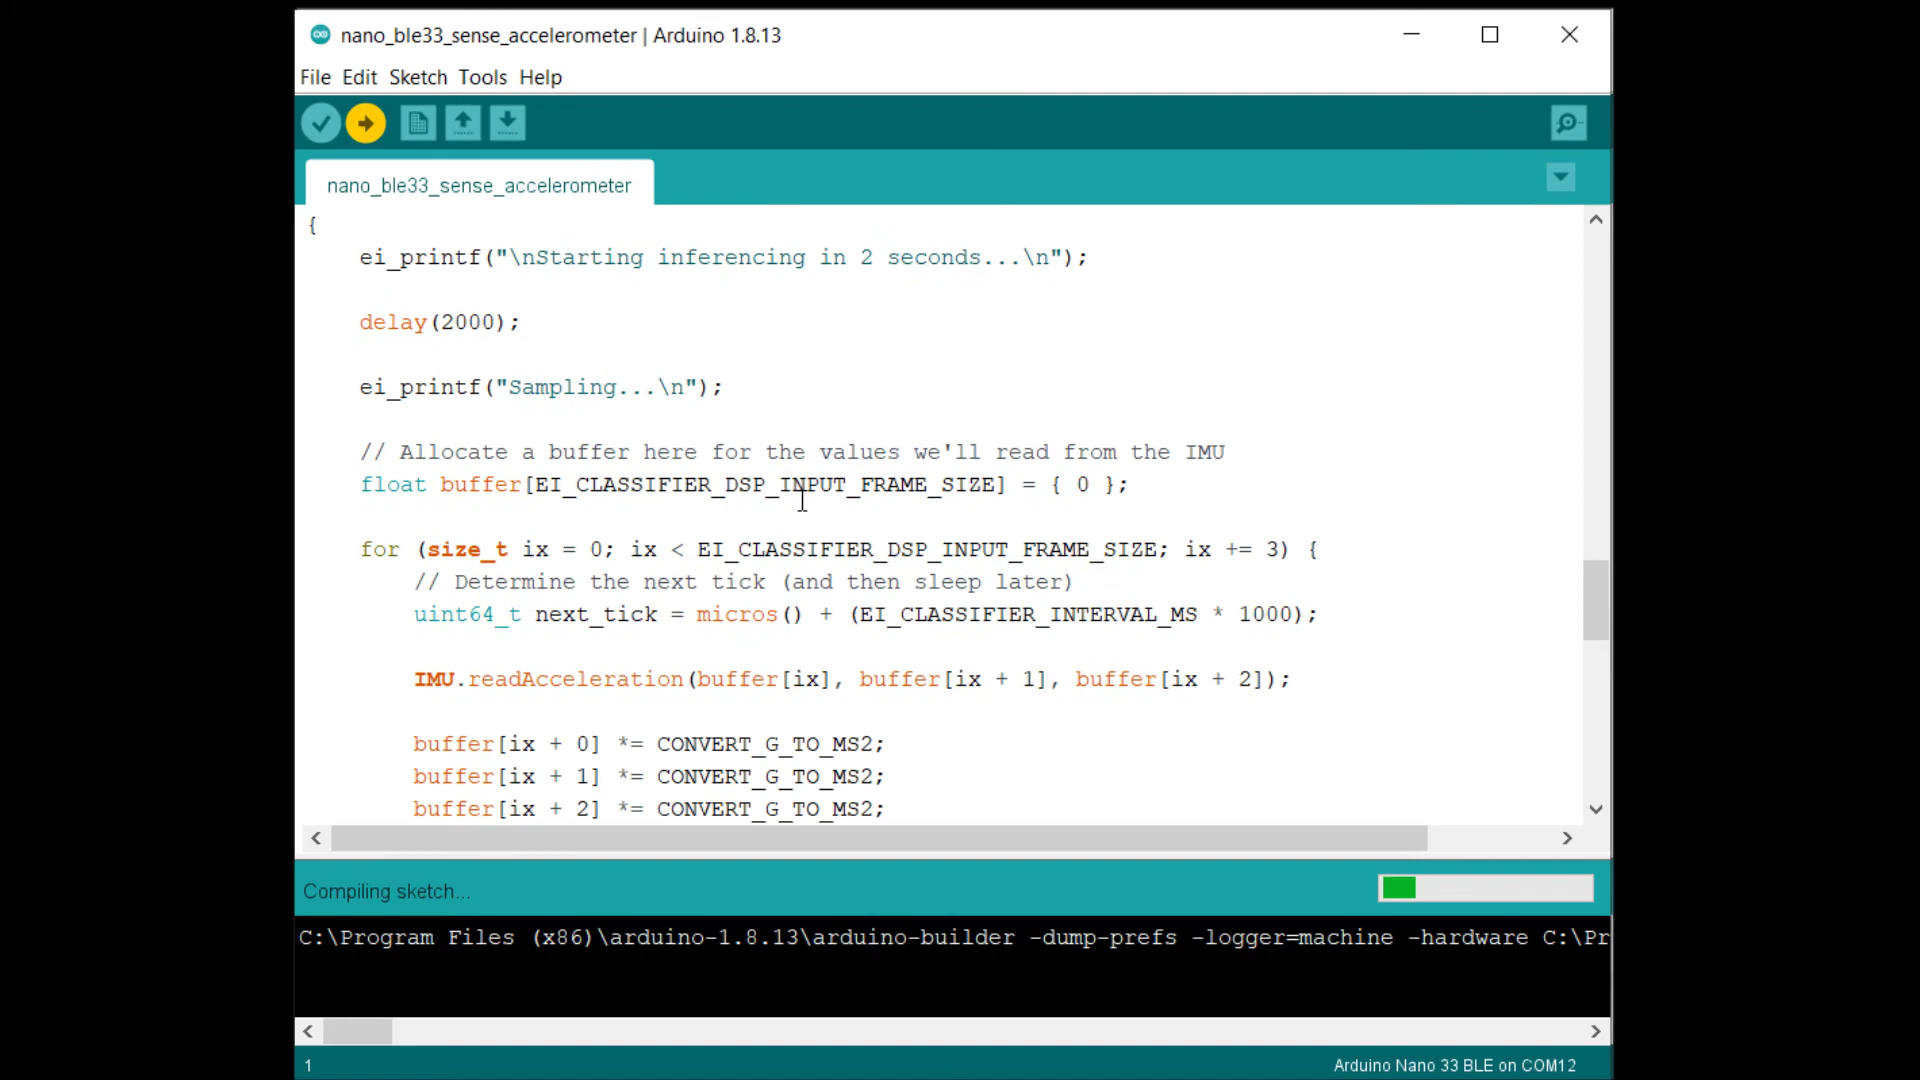 nano_ble33_sense_accelerometer | Arduino 1.8.13
File Edit Sketch Tools Help
nano_ble33_sense_accelerometer
{
ei_printf("\nStarting inferencing in 2 seconds...\n");
delay(2000);
ei_printf("Sampling...\n");
// Allocate a buffer here for the values we'll read from the IMU
float buffer[EI_CLASSIFIER_DSP_INPUT_FRAME_SIZE] = { 0 };
for (size_t ix = 0; ix < EI_CLASSIFIER_DSP_INPUT_FRAME_SIZE; ix += 3) {
// Determine the next tick (and then sleep later)
uint64_t next_tick = micros() + (EI_CLASSIFIER_INTERVAL_MS * 1000);
IMU.readAcceleration(buffer[ix], buffer[ix + 1], buffer[ix + 2]);
buffer[ix + 0] *= CONVERT_G_TO_MS2;
buffer[ix + 1] *= CONVERT_G_TO_MS2;
buffer[ix + 2] *= CONVERT_G_TO_MS2;
Compiling sketch...
C:\Program Files (x86)\arduino-1.8.13\arduino-builder -dump-prefs -logger=machine -hardware C:\Pr
1
Arduino Nano 33 BLE on COM12